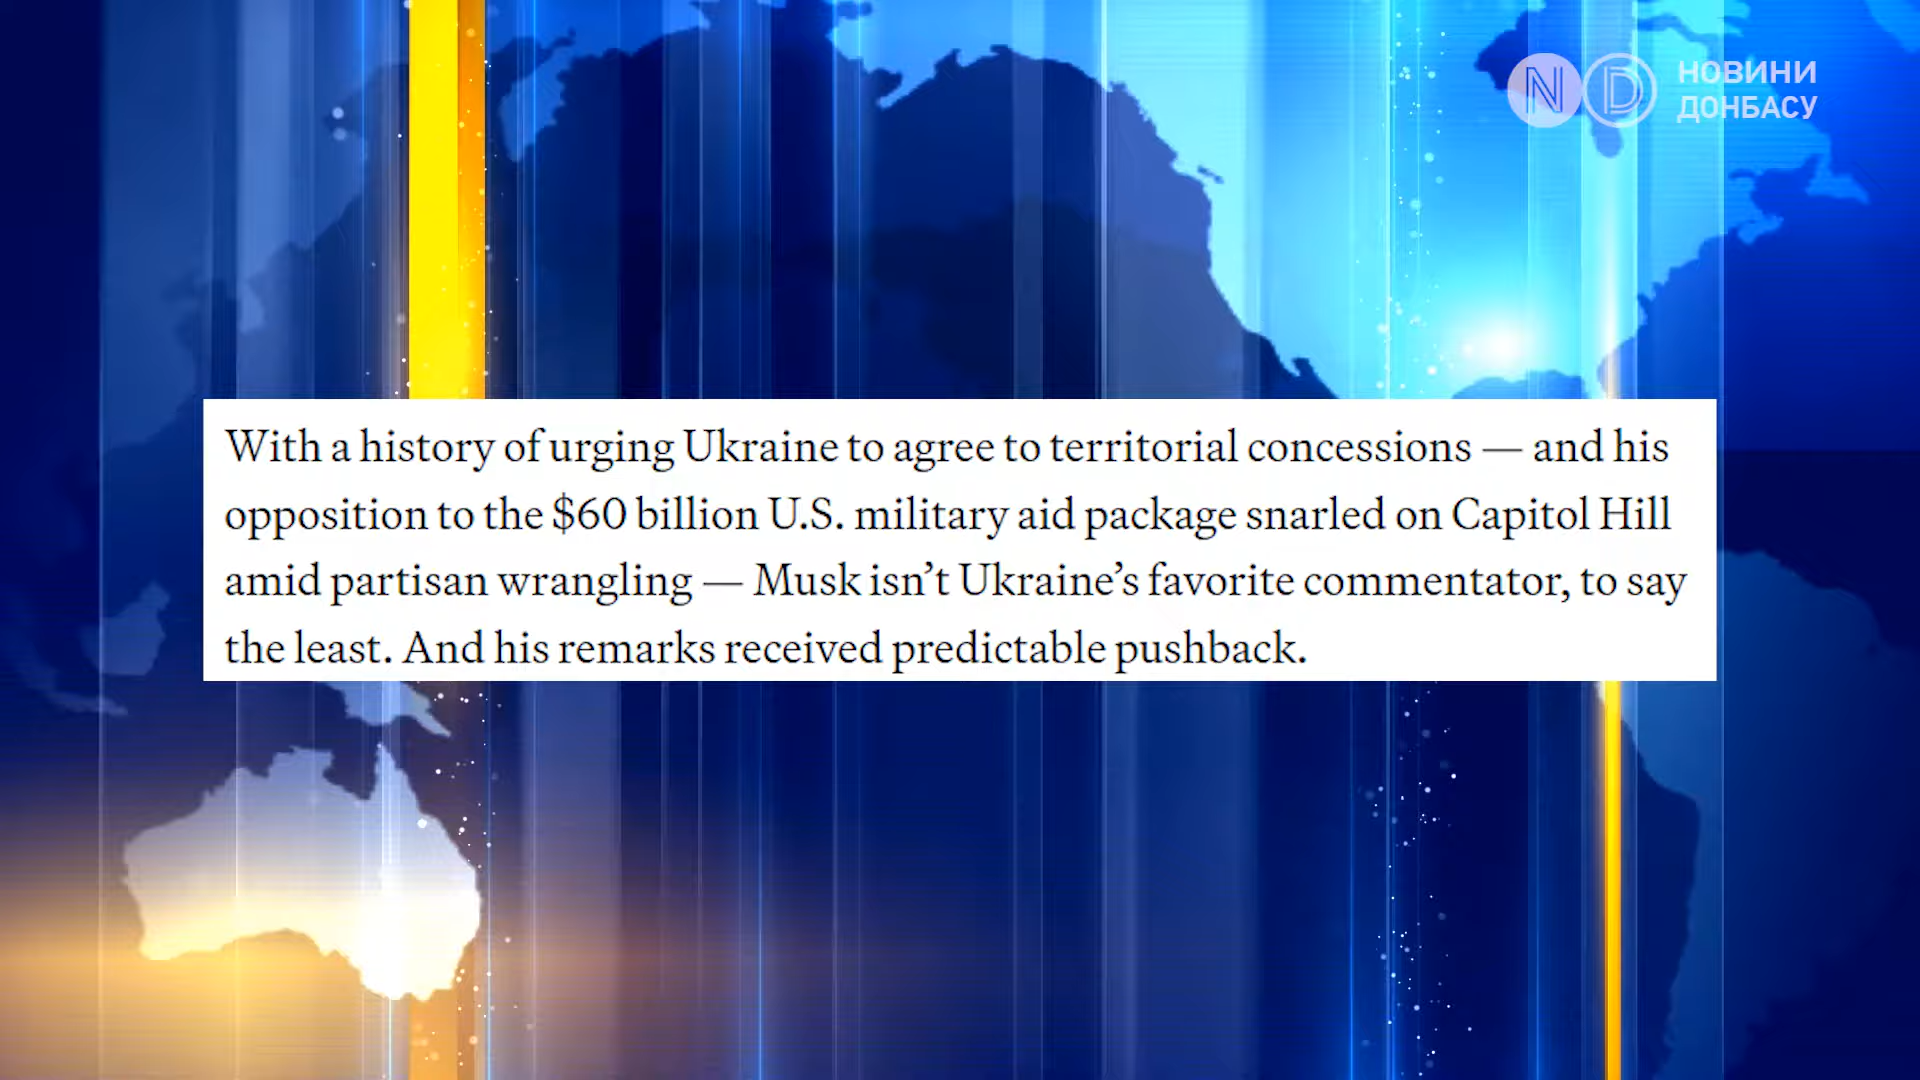 ND НОВИНИ
ДОНБАСУ
With a history of urging Ukraine to agree to territorial concessions — and his
opposition to the $60 billion U.S. military aid package snarled on Capitol Hill
amid partisan wrangling — Musk isn’t Ukraine’s favorite commentator, to say
the least. And his remarks received predictable pushback.